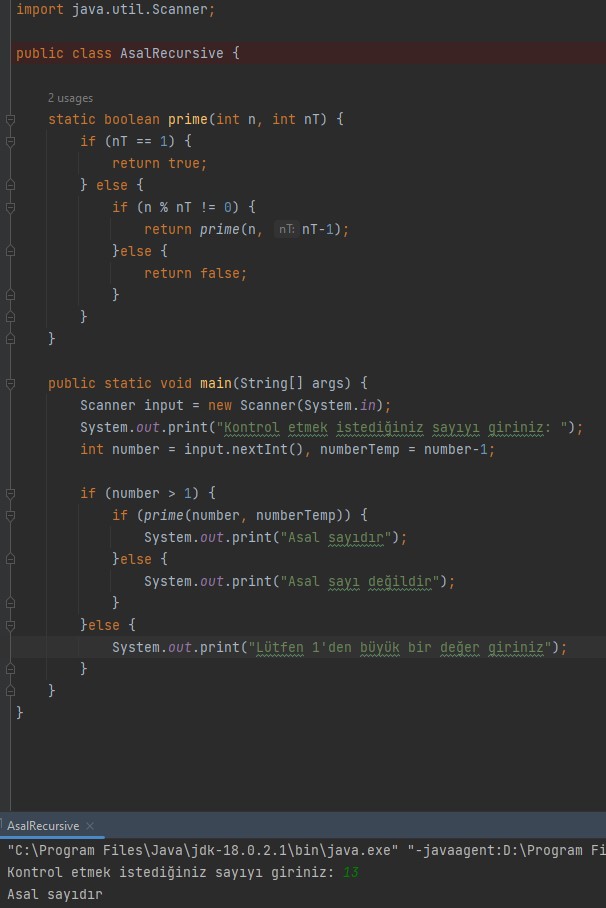 import java.util.Scanner;
public class AsalRecursive {
2 usages
static boolean prime(int n, int nT) {
if (nT == 1) {
return true;
} else {
if (n % nT != 0) {
return prime(n, nT: nT-1);
}else {
return false;
}
}
}
public static void main(String[] args) {
Scanner input = new Scanner(System.in);
System.out.print("Kontrol etmek istediğiniz sayıyı giriniz: ");
int number = input.nextInt(), numberTemp = number-1;
if (number > 1) {
if (prime(number, numberTemp)) {
System.out.print("Asal sayıdır");
}else {
System.out.print("Asal sayı değildir");
}
}else {
System.out.print("Lütfen 1'den büyük bir değer giriniz");
}
}
}
AsalRecursive ×
"C:\Program Files\Java\jdk-18.0.2.1\bin\java.exe" "-javaagent:D:\Program Fi
Kontrol etmek istediğiniz sayıyı giriniz: 13
Asal sayıdır